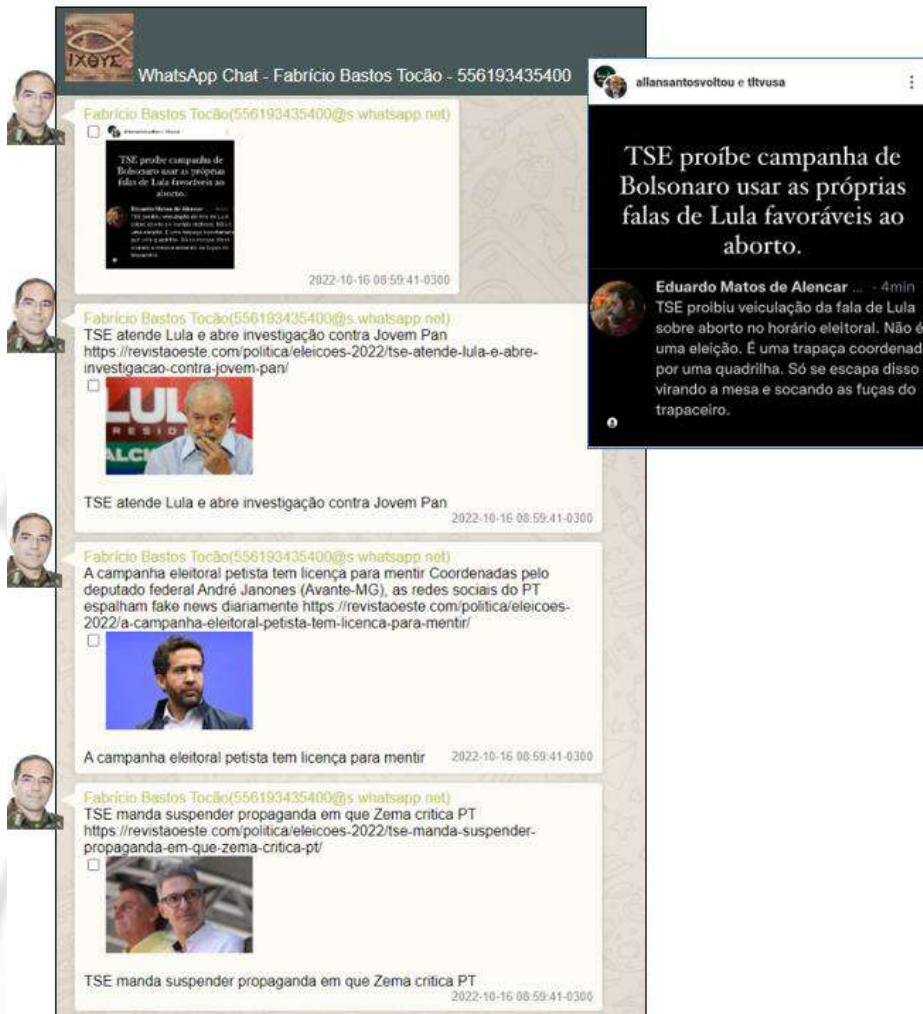 ΙΧΘΥΣ
WhatsApp Chat - Fabrício Bastos Tocão - 556193435400
Fabrício Bastos Tocão(556193435400@s.whatsapp.net)
TSE proíbe campanha de
Bolsonaro usar as próprias
falas de Lula favoráveis ao
aborto.
Eduardo Matos de Alencar
2022-10-16 08:59:41-0300
Fabrício Bastos Tocão(556193435400@s.whatsapp.net)
TSE atende Lula e abre investigação contra Jovem Pan
https://revistaoeste.com/politica/eleicoes-2022/tse-atende-lula-e-abre-
investigacao-contra-jovem-pan/
LUL
RESID
ALCK
TSE atende Lula e abre investigação contra Jovem Pan
2022-10-16 08:59:41-0300
Fabrício Bastos Tocão(556193435400@s.whatsapp.net)
A campanha eleitoral petista tem licença para mentir Coordenadas pelo
deputado federal André Janones (Avante-MG), as redes sociais do PT
espalham fake news diariamente https://revistaoeste.com/politica/eleicoes-
2022/a-campanha-eleitoral-petista-tem-licenca-para-mentir/
A campanha eleitoral petista tem licença para mentir
2022-10-16 08:59:41-0300
Fabrício Bastos Tocão(556193435400@s.whatsapp.net)
TSE manda suspender propaganda em que Zema critica PT
https://revistaoeste.com/politica/eleicoes-2022/tse-manda-suspender-
propaganda-em-que-zema-critica-pt/
TSE manda suspender propaganda em que Zema critica PT
2022-10-16 08:59:41-0300
allansantosvoltou e tltvusa
TSE proíbe campanha de
Bolsonaro usar as próprias
falas de Lula favoráveis ao
aborto.
Eduardo Matos de Alencar ... · 4min
TSE proibiu veiculação da fala de Lula
sobre aborto no horário eleitoral. Não é
uma eleição. É uma trapaça coordenad
por uma quadrilha. Só se escapa disso
virando a mesa e socando as fuças do
trapaceiro.